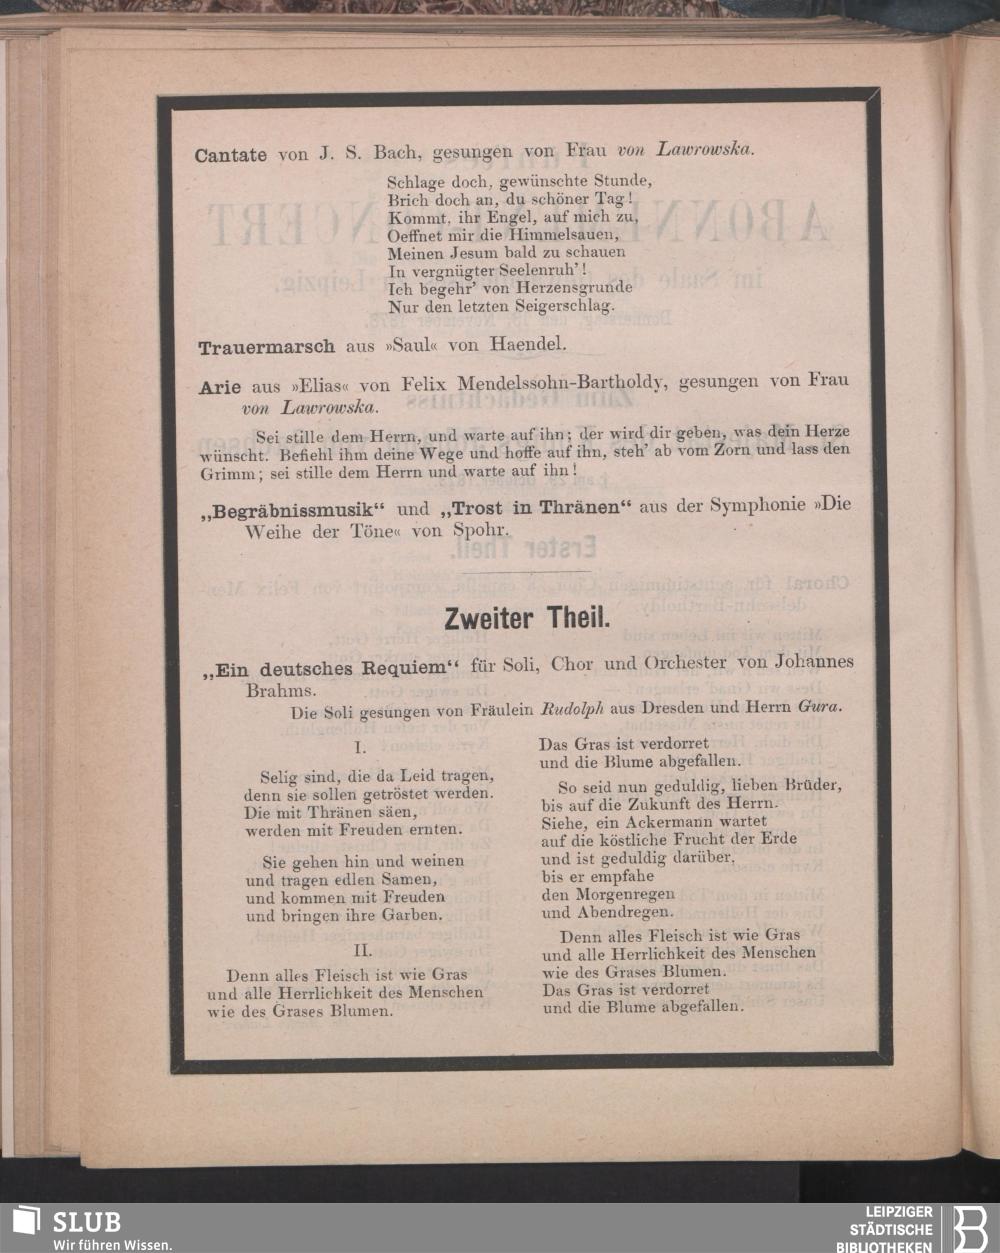 Cantate von J. S. Bach, gesungen von Frau von Lawrowska.
Schlage doch, gewünschte Stunde,
Brich doch an, du schöner Tag!
Kommt, ihr Engel, auf mich zu,
Oeffnet mir die Himmelsauen,
Meinen Jesum bald zu schauen
In vergnügter Seelenruh’!
Ich begehr’ von Herzensgrunde
Nur den letzten Seigerschlag.
Trauermarsch aus »Saul« von Haendel.
Arie aus »Elias« von Felix Mendelssohn-Bartholdy, gesungen von Frau
von Lawrowska.
Sei stille dem Herrn, und warte auf ihn; der wird dir geben, was dein Herze
wünscht. Befiehl ihm deine Wege und hoffe auf ihn, steh’ ab vom Zorn und lass den
Grimm; sei stille dem Herrn und warte auf ihn!
„Begräbnissmusik“ und „Trost in Thränen“ aus der Symphonie »Die
Weihe der Töne« von Spohr.
Zweiter Theil.
„Ein deutsches Requiem“ für Soli, Chor und Orchester von Johannes
Brahms.
Die Soli gesungen von Fräulein Rudolph aus Dresden und Herrn Gura.
I.
Selig sind, die da Leid tragen,
denn sie sollen getröstet werden.
Die mit Thränen säen,
werden mit Freuden ernten.
Sie gehen hin und weinen
und tragen edlen Samen,
und kommen mit Freuden
und bringen ihre Garben.
II.
Denn alles Fleisch ist wie Gras
und alle Herrlichkeit des Menschen
wie des Grases Blumen.
Das Gras ist verdorret
und die Blume abgefallen.
So seid nun geduldig, lieben Brüder,
bis auf die Zukunft des Herrn.
Siehe, ein Ackermann wartet
auf die köstliche Frucht der Erde
und ist geduldig darüber,
bis er empfahe
den Morgenregen
und Abendregen.
Denn alles Fleisch ist wie Gras
und alle Herrlichkeit des Menschen
wie des Grases Blumen.
Das Gras ist verdorret
und die Blume abgefallen.
SLUB
Wir führen Wissen.
LEIPZIGER
STÄDTISCHE
BIBLIOTHEKEN